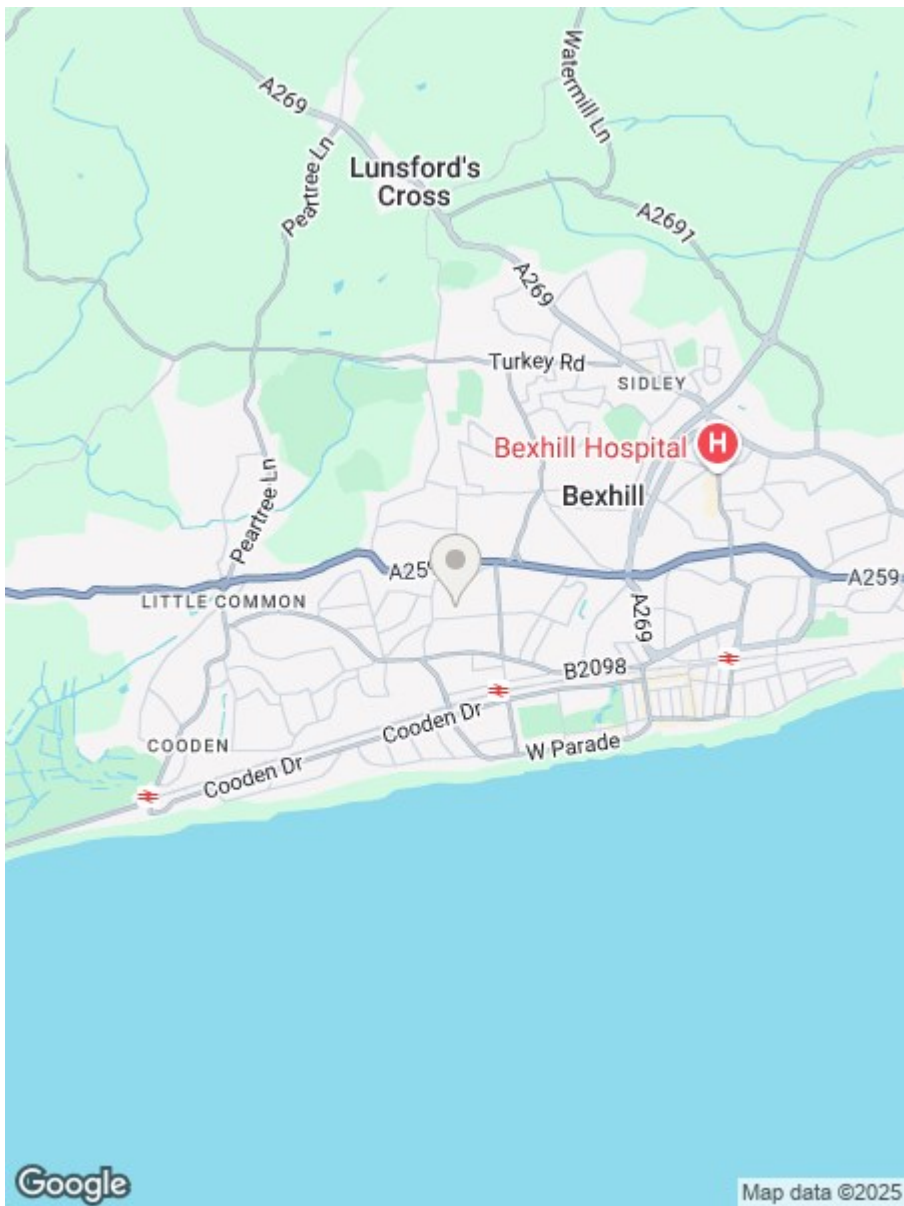 A269
Watermill Ln
Peartree Ln
Lunsford's
Cross
A2691
A269
Turkey Rd
SIDLEY
Bexhill Hospital
H
Bexhill
Peartree Ln
A25
A259
LITTLE COMMON
A269
B2098
Cooden Dr
W Parade
COODEN
Cooden Dr
Google
Map data ©2025